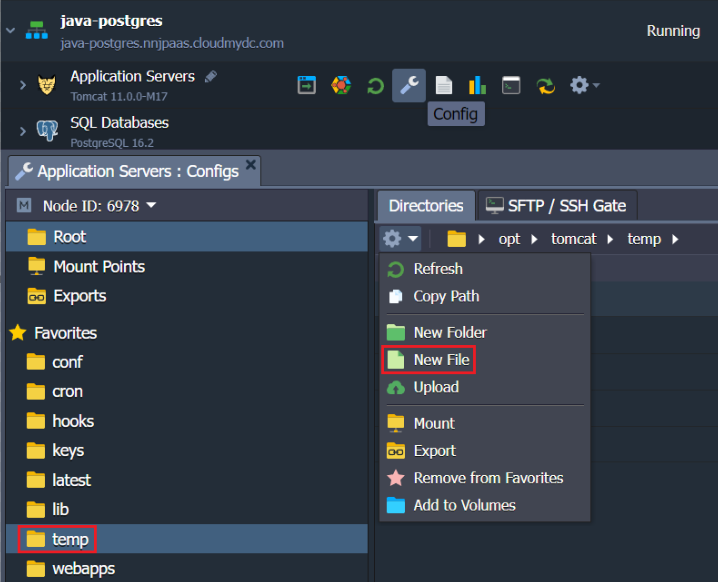 java-postgres
java-postgres.nnjpaas.cloudmydc.com
Running
Application Servers
Tomcat 11.0.0-M17
Config
SQL Databases
PostgreSQL 16.2
Application Servers : Configs
M Node ID: 6978
Root
Mount Points
Exports
Favorites
conf
cron
hooks
keys
latest
lib
temp
webapps
Directories
SFTP / SSH Gate
opt tomcat temp
Refresh
Copy Path
New Folder
New File
Upload
Mount
Export
Remove from Favorites
Add to Volumes